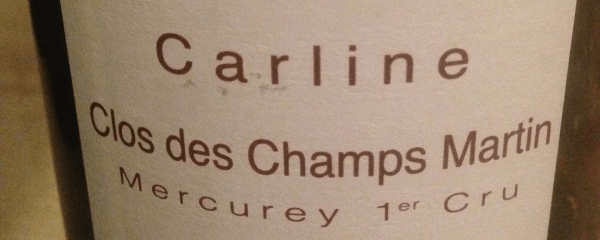 Carline
Clos des Champs Martin
Mercurey 1er Cru